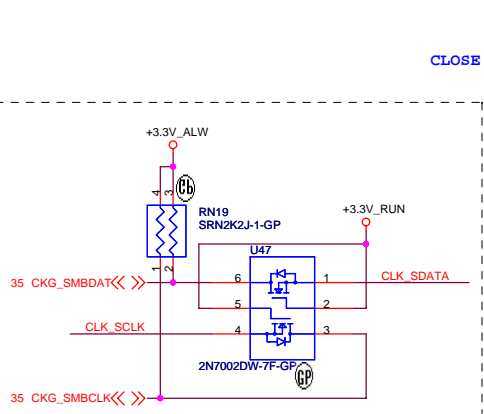 CLOSE
+3.3V_ALW
4 3
Cb
RN19
SRN2K2J-1-GP
+3.3V_RUN
U47
1 2
35 CKG_SMBDAT
6 1
CLK_SDATA
5 2
CLK_SCLK
4 3
2N7002DW-7F-GP
GP
35 CKG_SMBCLK